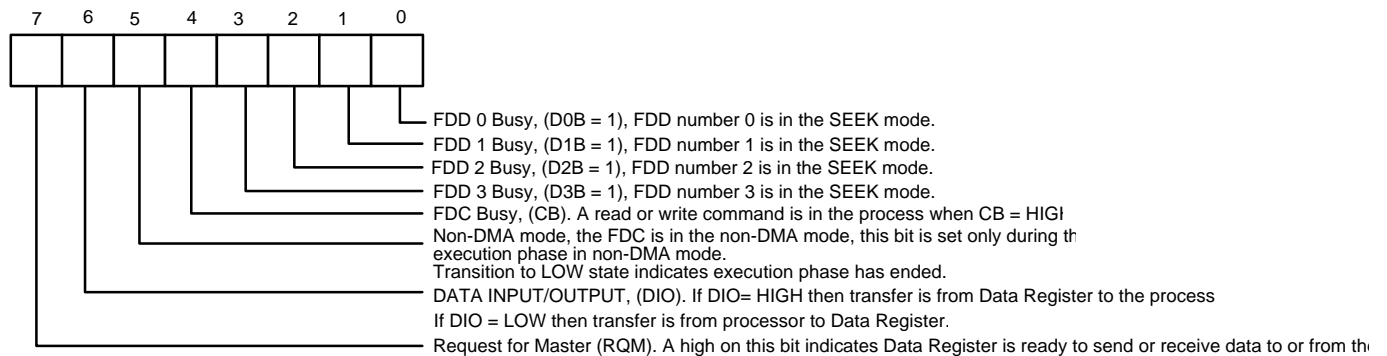 7 6 5 4 3 2 1 0
FDD 0 Busy, (D0B = 1), FDD number 0 is in the SEEK mode.
FDD 1 Busy, (D1B = 1), FDD number 1 is in the SEEK mode.
FDD 2 Busy, (D2B = 1), FDD number 2 is in the SEEK mode.
FDD 3 Busy, (D3B = 1), FDD number 3 is in the SEEK mode.
FDC Busy, (CB). A read or write command is in the process when CB =
Non-DMA mode, the FDC is in the non-DMA mode, this bit is set only during
execution phase in non-DMA mode.
Transition to LOW state indicates execution phase has ended.
DATA INPUT/OUTPUT, (DIO). If DIO= HIGH then transfer is from Data Register to the process
If DIO = LOW then transfer is from processor to Data Register.
Request for Master (RQM). A high on this bit indicates Data Register is ready to send or receive data to or from